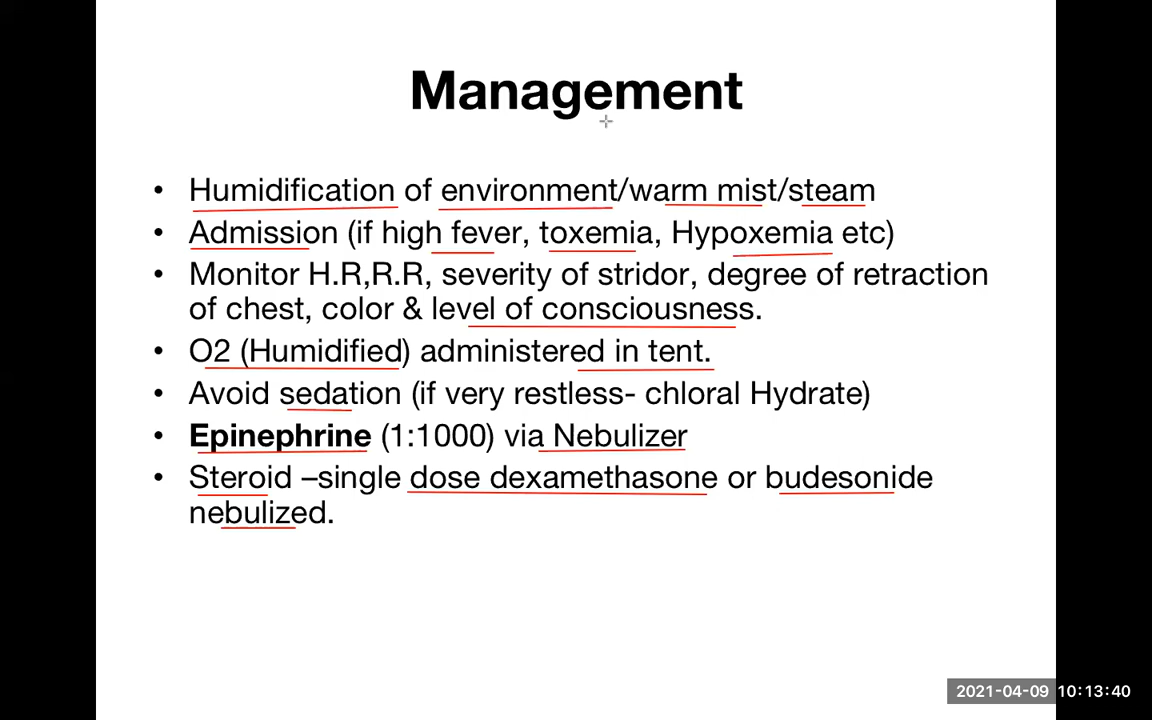 Management
• Humidification of environment/warm mist/steam
• Admission (if high fever, toxemia, Hypoxemia etc)
• Monitor H.R,R.R, severity of stridor, degree of retraction
of chest, color & level of consciousness.
• O2 (Humidified) administered in tent.
• Avoid sedation (if very restless- chloral Hydrate)
• Epinephrine (1:1000) via Nebulizer
• Steroid –single dose dexamethasone or budesonide
nebulized.
2021-04-09 10:13:40